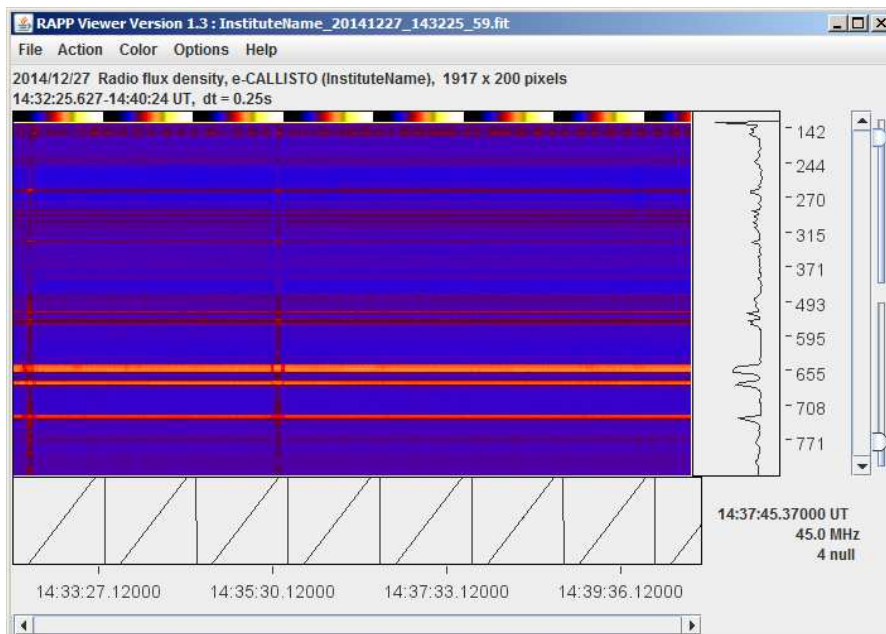 RAPP Viewer Version 1.3 : InstituteName_20141227_143225_59.fit
File Action Color Options Help
2014/12/27 Radio flux density, e-CALLISTO (InstituteName), 1917 x 200 pixels
14:32:25.627-14:40:24 UT, dt = 0.25s
142
244
270
315
371
493
595
655
708
771
14:37:45.37000 UT
45.0 MHz
4 null
14:33:27.12000 14:35:30.12000 14:37:33.12000 14:39:36.12000